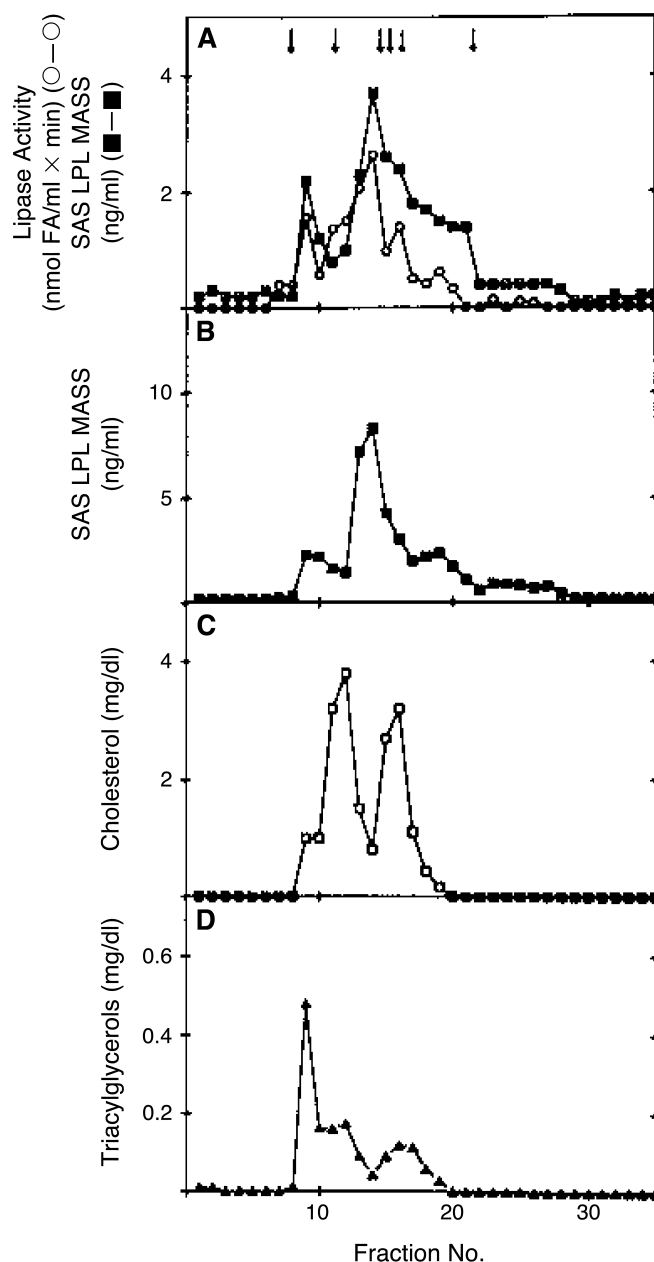 A
Lipase Activity
(nmol FA/ml × min) (○–○)
SAS LPL MASS
(ng/ml) (■–■)
4
2
B
SAS LPL MASS
(ng/ml)
10
5
C
Cholesterol (mg/dl)
4
2
D
Triacylglycerols (mg/dl)
0.6
0.4
0.2
10 20 30
Fraction No.